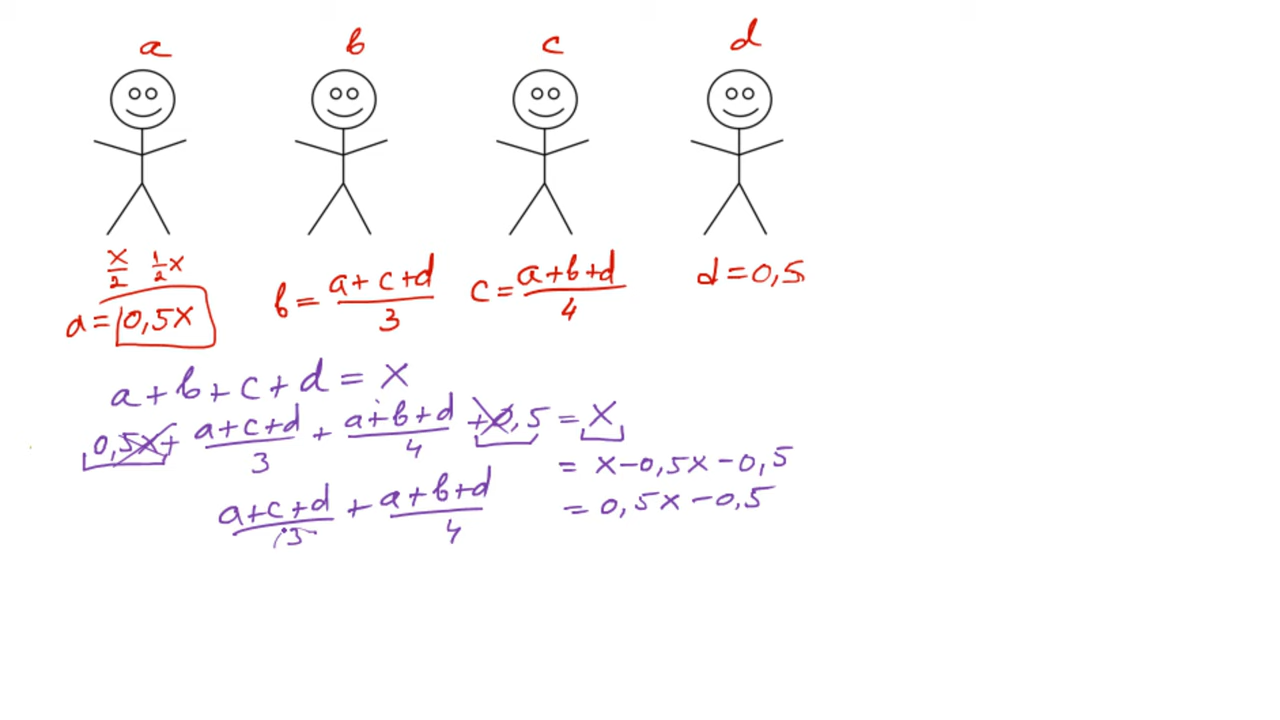 a b c d
x/2 1/2 x
a = 0,5x b = (a+c+d)/3 c = (a+b+d)/4 d = 0,5
a + b + c + d = x
0,5x + (a+c+d)/3 + (a+b+d)/4 + 0,5 = x
= x - 0,5x - 0,5
(a+c+d)/3 + (a+b+d)/4 = 0,5x - 0,5